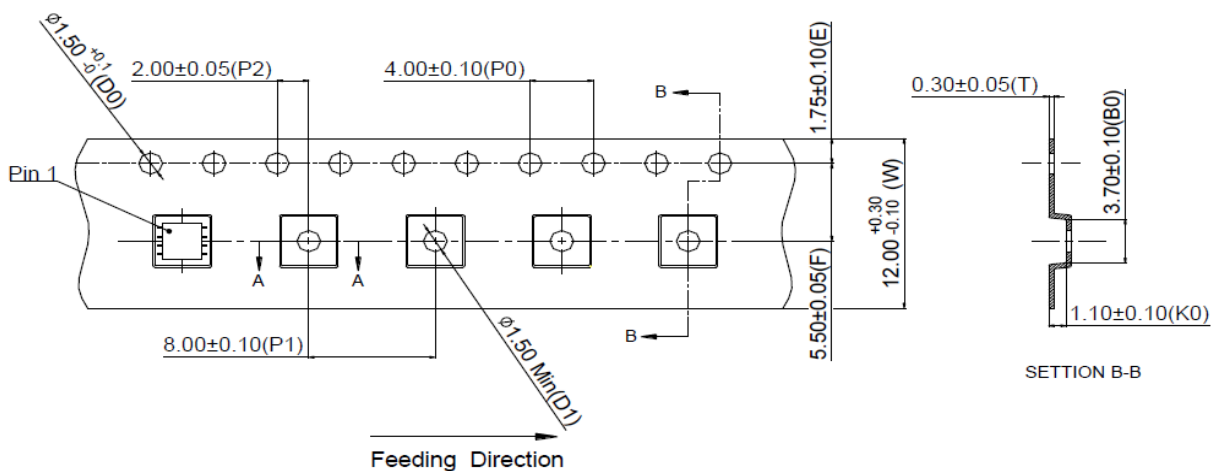 Ø1.50 +0.1 -0 (D0)
2.00±0.05(P2)
4.00±0.10(P0)
B
1.75±0.10(E)
0.30±0.05(T)
3.70±0.10(B0)
Pin 1
12.00 +0.30 -0.10 (W)
A
A
5.50±0.05(F)
1.10±0.10(K0)
8.00±0.10(P1)
Ø1.50 Min(D1)
B
SETTION B-B
Feeding Direction